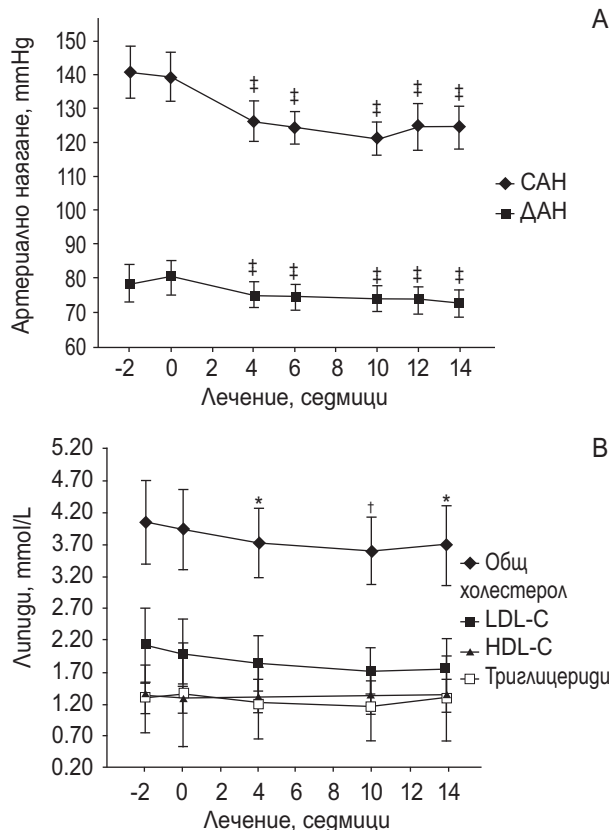 A
Артериално наягане, mmHg
150
140
130
120
110
100
90
80
70
60
‡ ‡ ‡ ‡ ‡
‡ ‡ ‡ ‡ ‡
САН
ДАН
-2 0 2 4 6 8 10 12 14
Лечение, седмици
B
Липиди, mmol/L
5.20
4.70
4.20
3.70
3.20
2.70
2.20
1.70
1.20
0.70
0.20
* † *
Общ
холестерол
LDL-C
HDL-C
Триглицериди
-2 0 2 4 6 8 10 12 14
Лечение, седмици